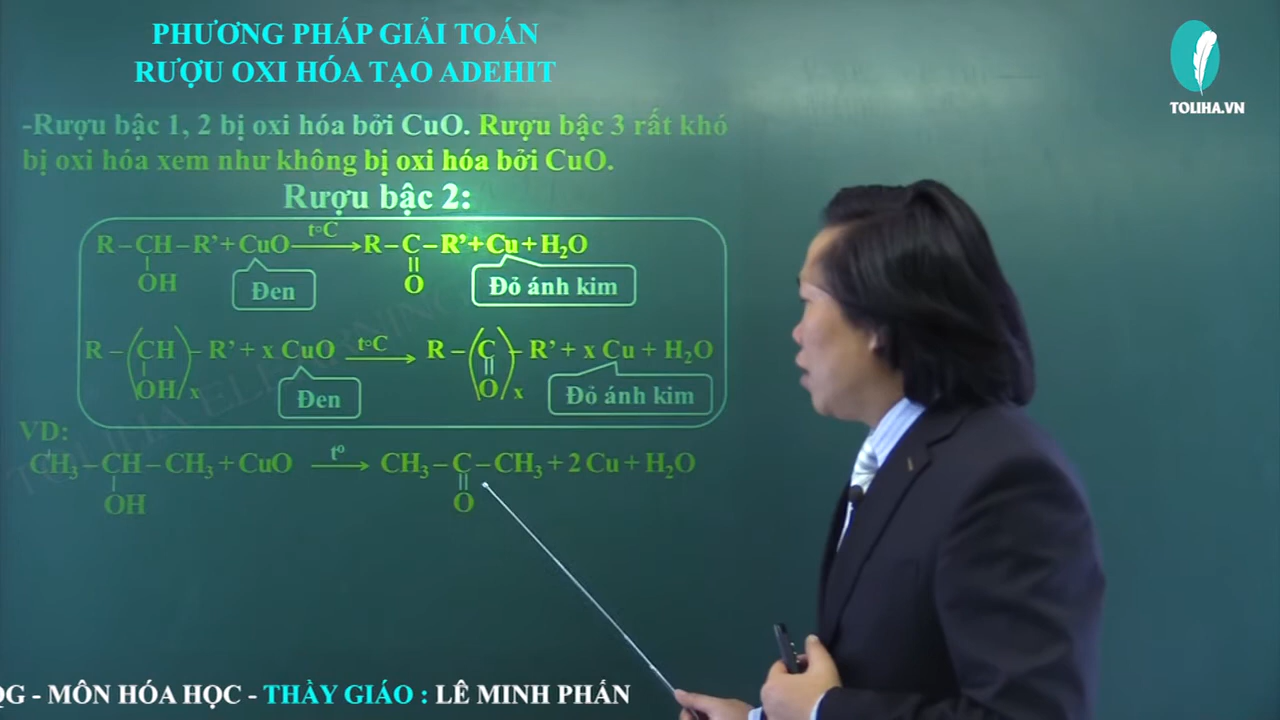 PHƯƠNG PHÁP GIẢI TOÁN
RƯỢU OXI HÓA TẠO ADEHIT
TOLIHA.VN
-Rượu bậc 1, 2 bị oxi hóa bởi CuO. Rượu bậc 3 rất khó
bị oxi hóa xem như không bị oxi hóa bởi CuO.
Rượu bậc 2:
R – CH – R’ + CuO t°C → R – C – R’ + Cu + H₂O
OH O
Đen Đỏ ánh kim
R – (CH) – R’ + x CuO t°C → R – (C) – R’ + x Cu + H₂O
OH x O x
Đen Đỏ ánh kim
VD:
CH₃ – CH – CH₃ + CuO t° → CH₃ – C – CH₃ + 2 Cu + H₂O
OH O
TOLIHA ELEARNING
QG - MÔN HÓA HỌC - THẦY GIÁO : LÊ MINH PHẤN